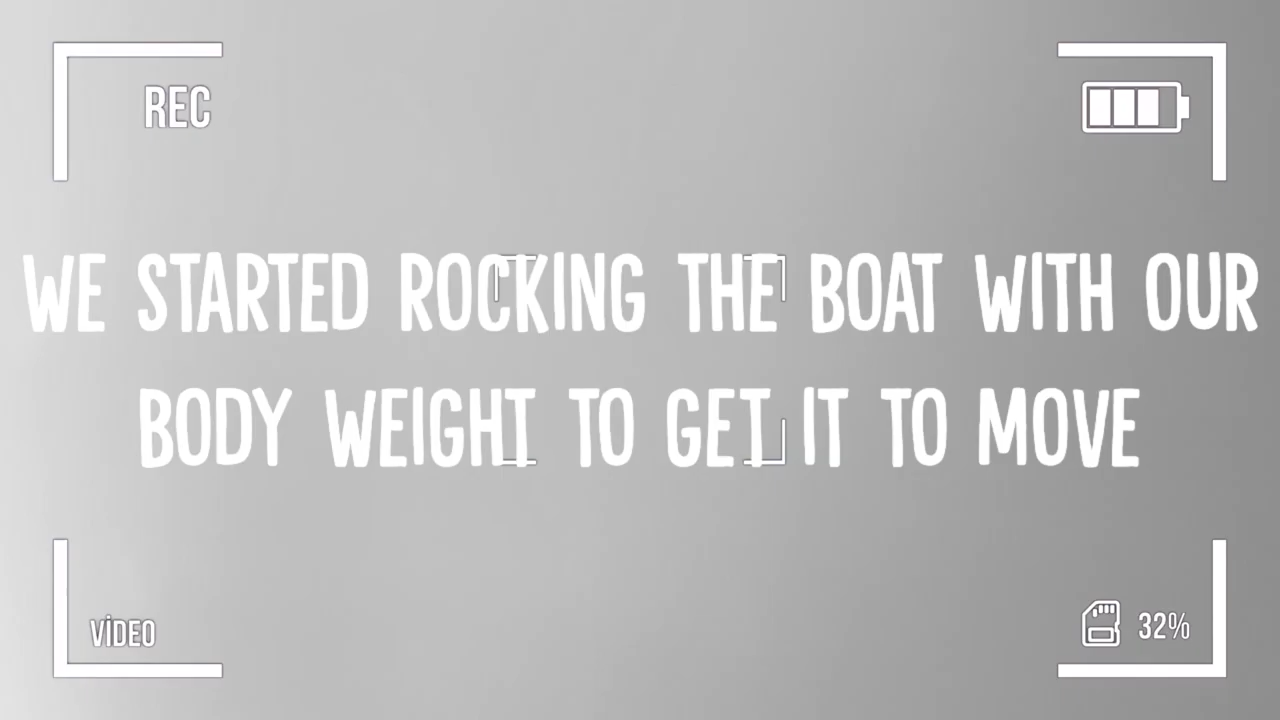 REC
WE STARTED ROCKING THE BOAT WITH OUR
BODY WEIGHT TO GET IT TO MOVE
VİDEO
32%